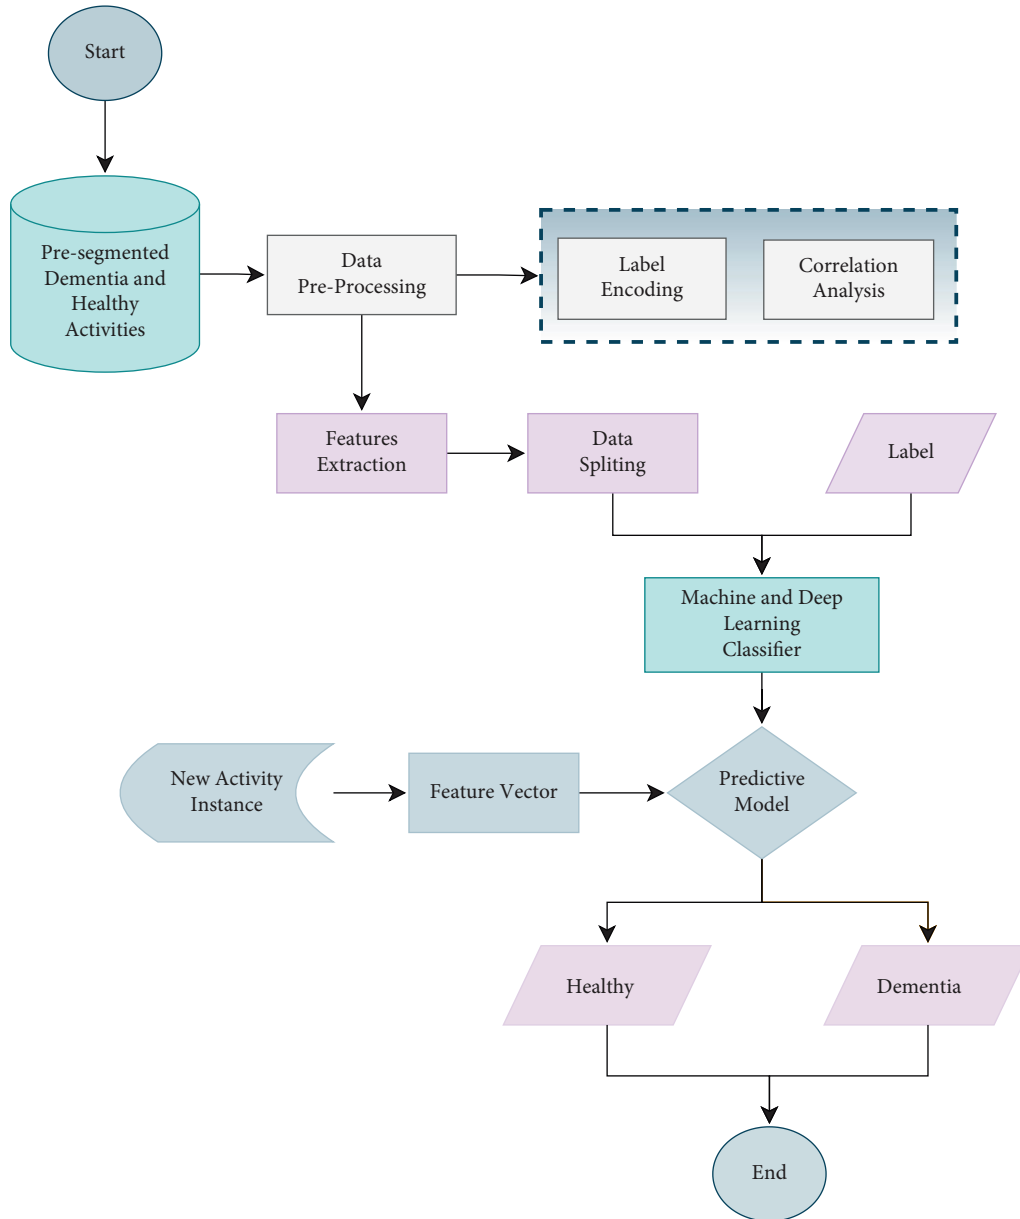 Start
Pre-segmented
Dementia and
Healthy
Activities
Data
Pre-Processing
Label
Encoding
Correlation
Analysis
Features
Extraction
Data
Spliting
Label
Machine and Deep
Learning
Classifier
New Activity
Instance
Feature Vector
Predictive
Model
Healthy
Dementia
End